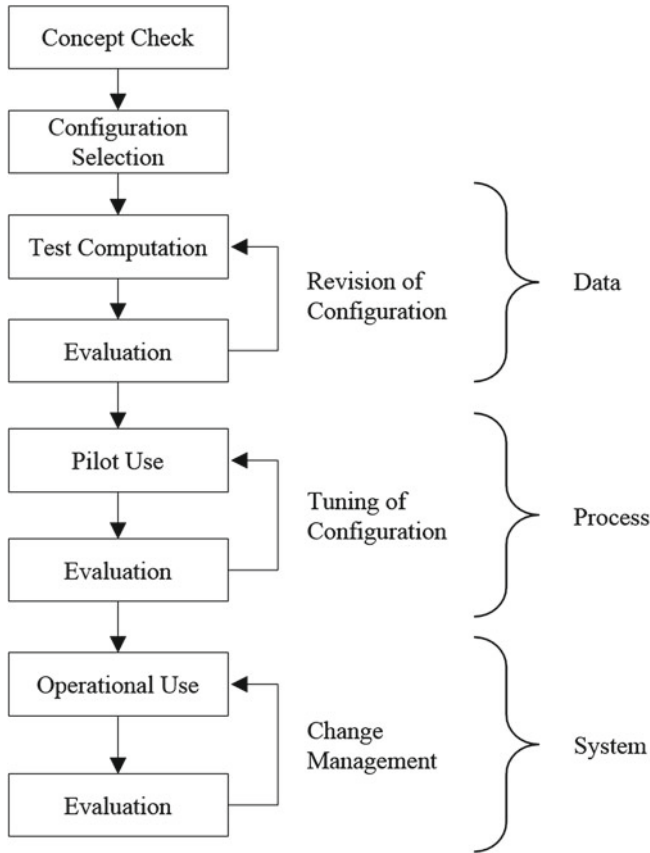 Concept Check
Configuration
Selection
Test Computation
Revision of
Configuration
Data
Evaluation
Pilot Use
Tuning of
Configuration
Process
Evaluation
Operational Use
Change
Management
System
Evaluation